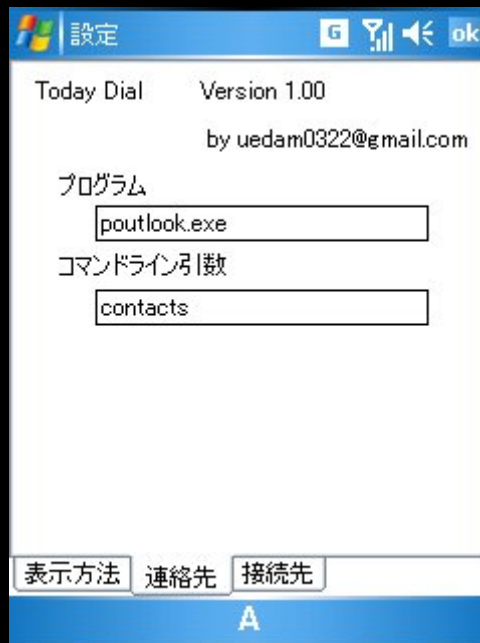 設定 G ok
Today Dial Version 1.00
by uedam0322@gmail.com
プログラム
poutlook.exe
コマンドライン引数
contacts
表示方法 連絡先 接続先
A